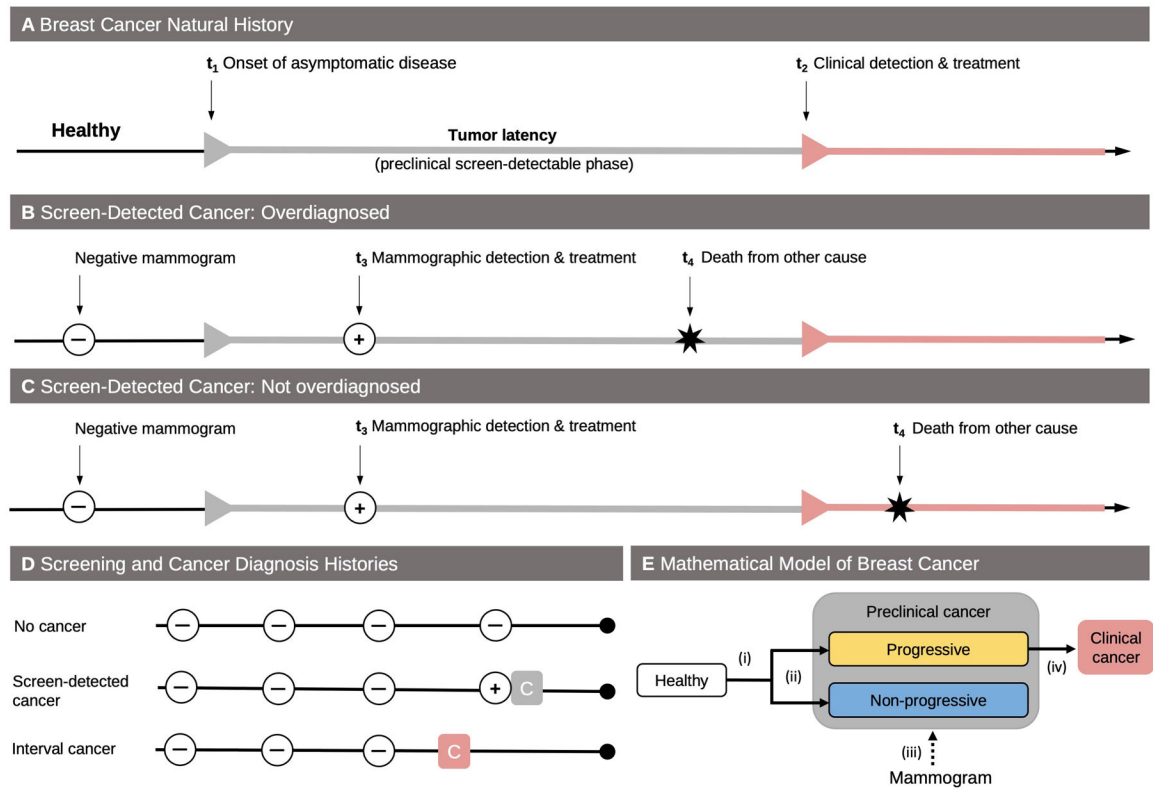 A Breast Cancer Natural History
t1 Onset of asymptomatic disease
t2 Clinical detection & treatment
Healthy
Tumor latency
(preclinical screen-detectable phase)
B Screen-Detected Cancer: Overdiagnosed
Negative mammogram
t3 Mammographic detection & treatment
t4 Death from other cause
−
+
C Screen-Detected Cancer: Not overdiagnosed
Negative mammogram
t3 Mammographic detection & treatment
t4 Death from other cause
−
+
D Screening and Cancer Diagnosis Histories
No cancer
− − − −
Screen-detected
cancer
− − − + C
Interval cancer
− − − C
E Mathematical Model of Breast Cancer
Preclinical cancer
Healthy
(i)
(ii)
Progressive
Non-progressive
(iv)
Clinical
cancer
(iii)
Mammogram